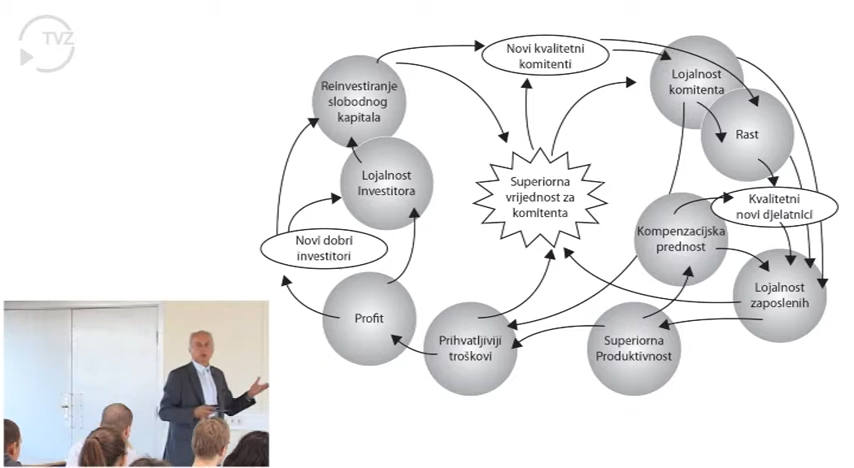 TVZ
Novi kvalitetni
komitenti
Lojalnost
komitenta
Reinvestiranje
slobodnog
kapitala
Rast
Lojalnost
Investitora
Superiorna
vrijednost za
komitenta
Kvalitetni
novi djelatnici
Kompenzacijska
prednost
Novi dobri
investitori
Lojalnost
zaposlenih
Profit
Prihvatljiviji
troškovi
Superiorna
Produktivnost